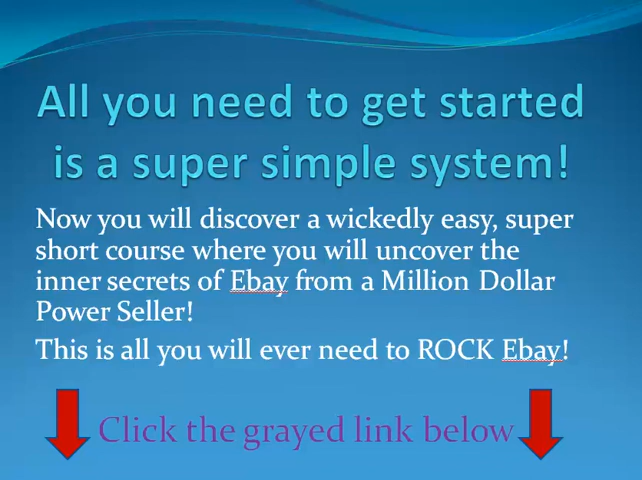 All you need to get started
is a super simple system!
Now you will discover a wickedly easy, super
short course where you will uncover the
inner secrets of Ebay from a Million Dollar
Power Seller!
This is all you will ever need to ROCK Ebay!
Click the grayed link below